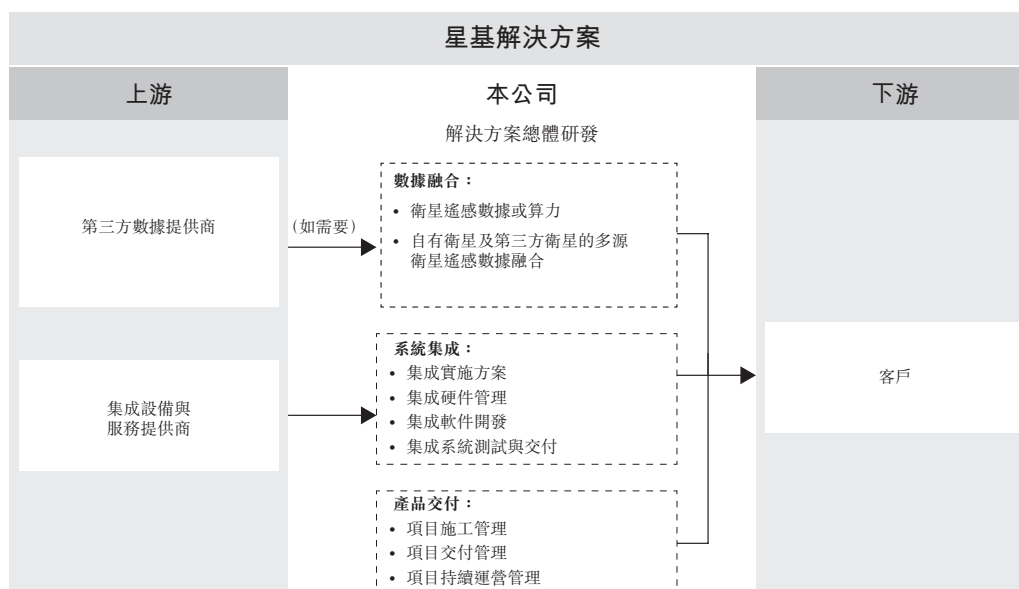 星基解決方案
上游
本公司
下游
解決方案總體研發
第三方數據提供商
(如需要)
數據融合：
• 衛星遙感數據或算力
• 自有衛星及第三方衛星的多源
衛星遙感數據融合
集成設備與
服務提供商
系統集成：
• 集成實施方案
• 集成硬件管理
• 集成軟件開發
• 集成系統測試與交付
客戶
產品交付：
• 項目施工管理
• 項目交付管理
• 項目持續運營管理